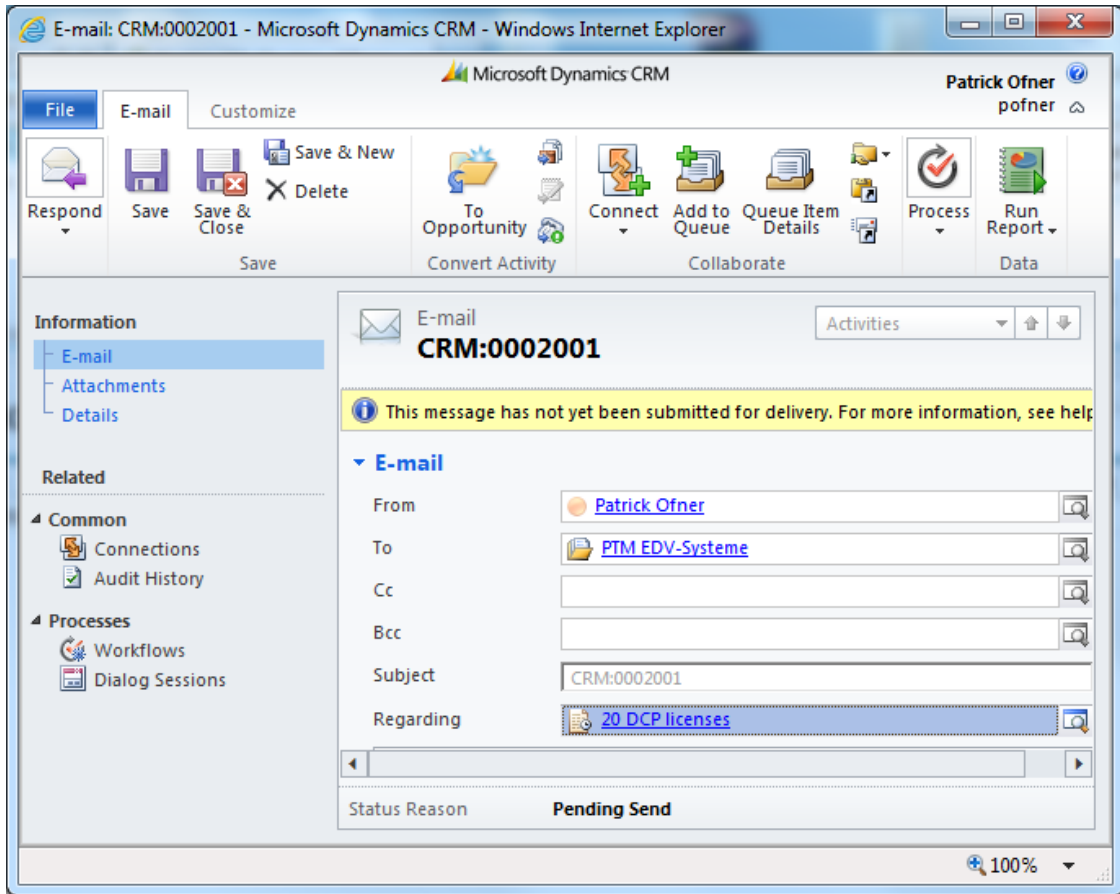 E-mail: CRM:0002001 - Microsoft Dynamics CRM - Windows Internet Explorer
Microsoft Dynamics CRM
Patrick Ofner
pofner
File E-mail Customize
Respond
Save
Save & Close
Save & New
Delete
To Opportunity
Connect
Add to Queue
Queue Item Details
Process
Run Report
Save Convert Activity Collaborate Data
Information
E-mail
Attachments
Details
Related
Common
Connections
Audit History
Processes
Workflows
Dialog Sessions
E-mail
CRM:0002001
Activities
This message has not yet been submitted for delivery. For more information, see help
E-mail
From Patrick Ofner
To PTM EDV-Systeme
Cc
Bcc
Subject CRM:0002001
Regarding 20 DCP licenses
Status Reason Pending Send
100%